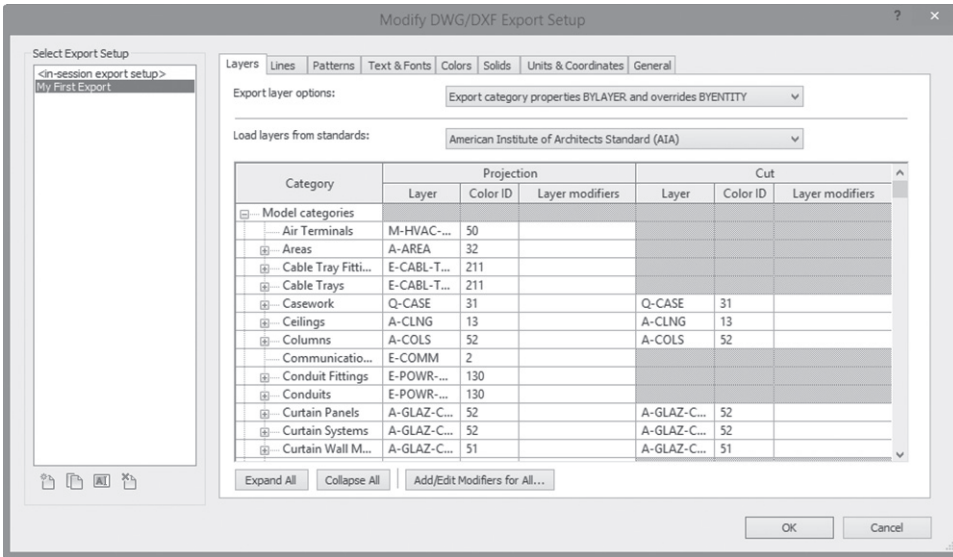 Modify DWG/DXF Export Setup ? ×
Select Export Setup
<in-session export setup>
My First Export
Layers Lines Patterns Text & Fonts Colors Solids Units & Coordinates General
Export layer options: Export category properties BYLAYER and overrides BYENTITY
Load layers from standards: American Institute of Architects Standard (AIA)
Category Projection Cut
Layer Color ID Layer modifiers Layer Color ID Layer modifiers
Model categories
Air Terminals M-HVAC-... 50
Areas A-AREA 32
Cable Tray Fitti... E-CABL-T... 211
Cable Trays E-CABL-T... 211
Casework Q-CASE 31 Q-CASE 31
Ceilings A-CLNG 13 A-CLNG 13
Columns A-COLS 52 A-COLS 52
Communicatio... E-COMM 2
Conduit Fittings E-POWR-... 130
Conduits E-POWR-... 130
Curtain Panels A-GLAZ-C... 52 A-GLAZ-C... 52
Curtain Systems A-GLAZ-C... 52 A-GLAZ-C... 52
Curtain Wall M... A-GLAZ-C... 51 A-GLAZ-C... 51
Expand All Collapse All Add/Edit Modifiers for All...
AI
OK Cancel